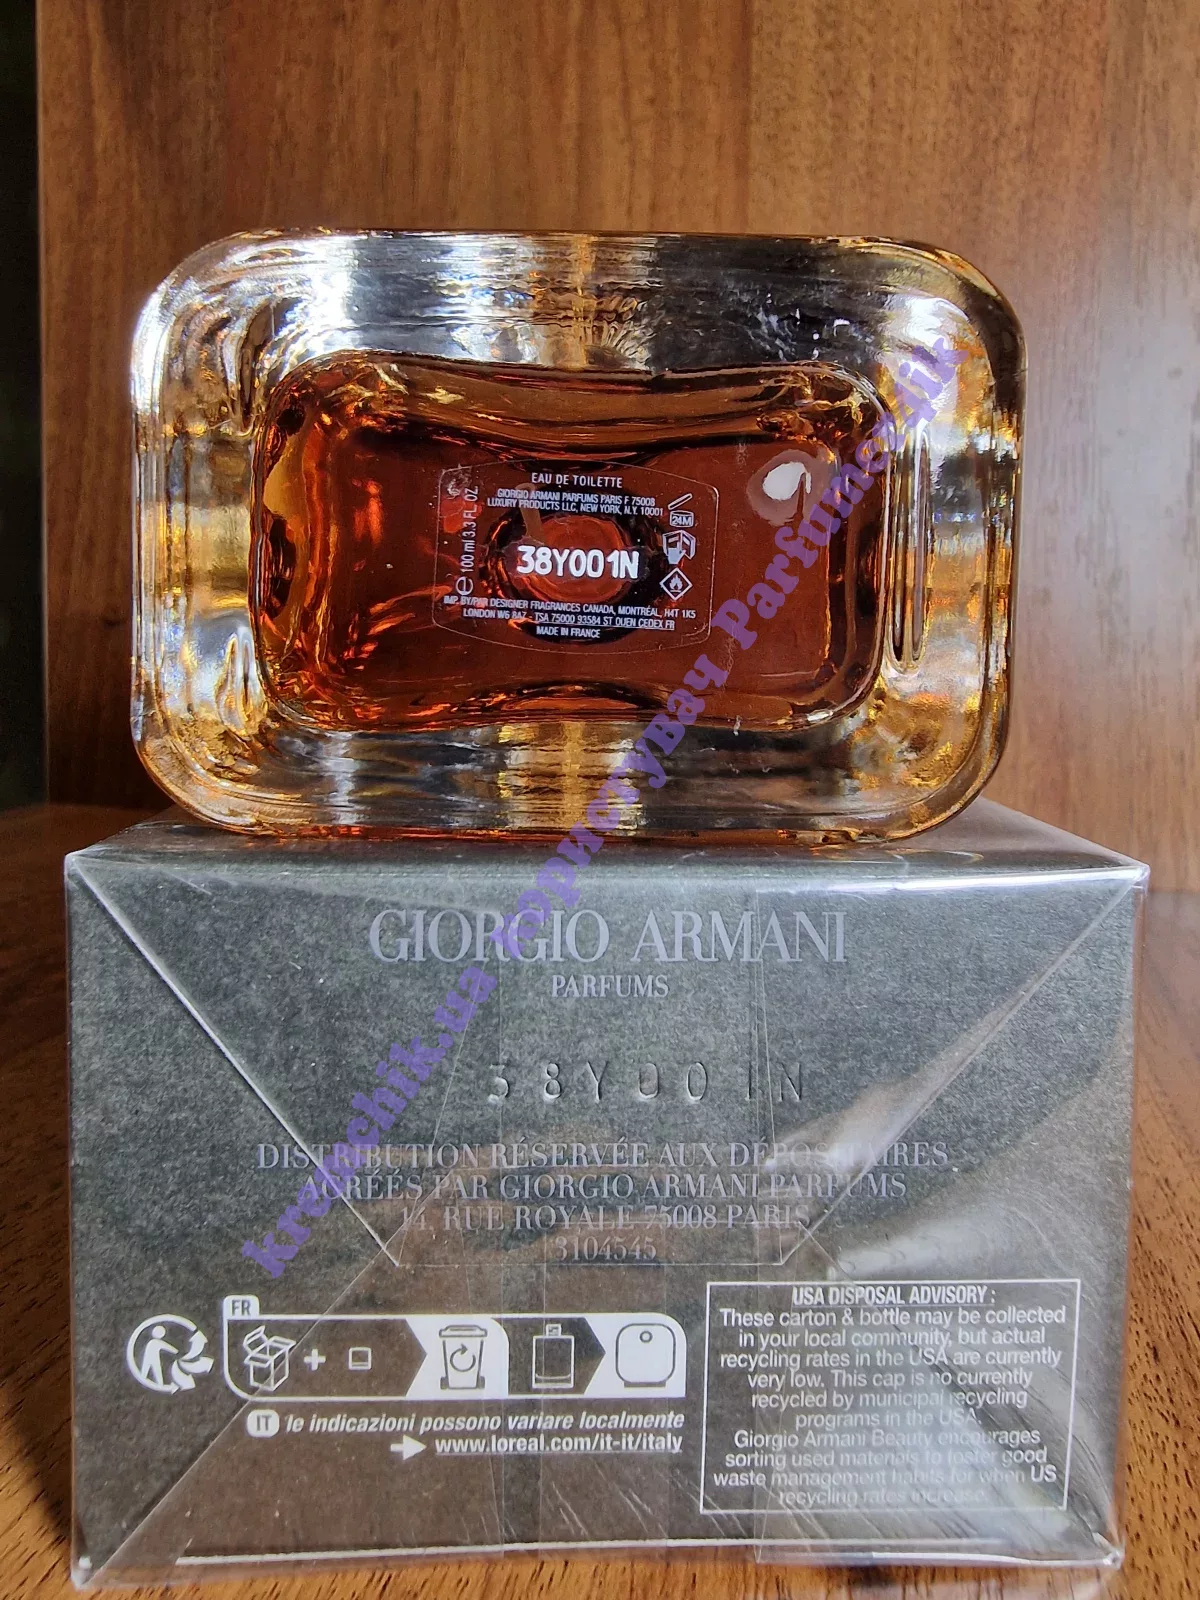 EAU DE TOILETTE
GIORGIO ARMANI PARFUMS PARIS F 75008
LUXURY PRODUCTS LLC, NEW YORK, N.Y. 10001
24M
e 100 ml 3.3 FL. OZ.
38Y001N
IMP. BY/PAR DESIGNER FRAGRANCES CANADA, MONTRÉAL, H4T 1K5
LONDON W6 8AZ - TSA 75000 93584 ST OUEN CEDEX FR
MADE IN FRANCE
GIORGIO ARMANI
PARFUMS
38Y001N
DISTRIBUTION RÉSERVÉE AUX DÉPOSITAIRES
AGRÉÉS PAR GIORGIO ARMANI PARFUMS
14, RUE ROYALE 75008 PARIS
3104545
FR
+
IT le indicazioni possono variare localmente
www.loreal.com/it-it/italy
USA DISPOSAL ADVISORY :
These carton & bottle may be collected
in your local community, but actual
recycling rates in the USA are currently
very low. This cap is no currently
recycled by municipal recycling
programs in the USA.
Giorgio Armani Beauty encourages
sorting used materials to foster good
waste management habits for when US
recycling rates increase.
krechik.ua користувач Parfumczik